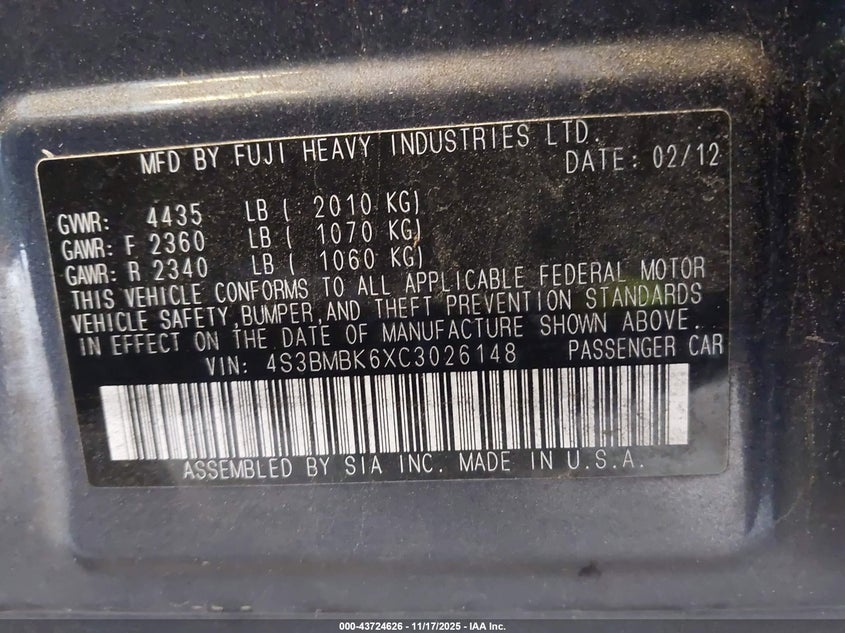 MFD BY FUJI HEAVY INDUSTRIES LTD.
DATE: 02/12
GVWR: 4435 LB ( 2010 KG)
GAWR: F 2360 LB ( 1070 KG)
GAWR: R 2340 LB ( 1060 KG)
THIS VEHICLE CONFORMS TO ALL APPLICABLE FEDERAL MOTOR
VEHICLE SAFETY, BUMPER, AND THEFT PREVENTION STANDARDS
IN EFFECT ON THE DATE OF MANUFACTURE SHOWN ABOVE.
VIN: 4S3BMBK6XC3026148 PASSENGER CAR
ASSEMBLED BY SIA INC. MADE IN U.S.A.
000-43724626 - 11/17/2025 - IAA Inc.